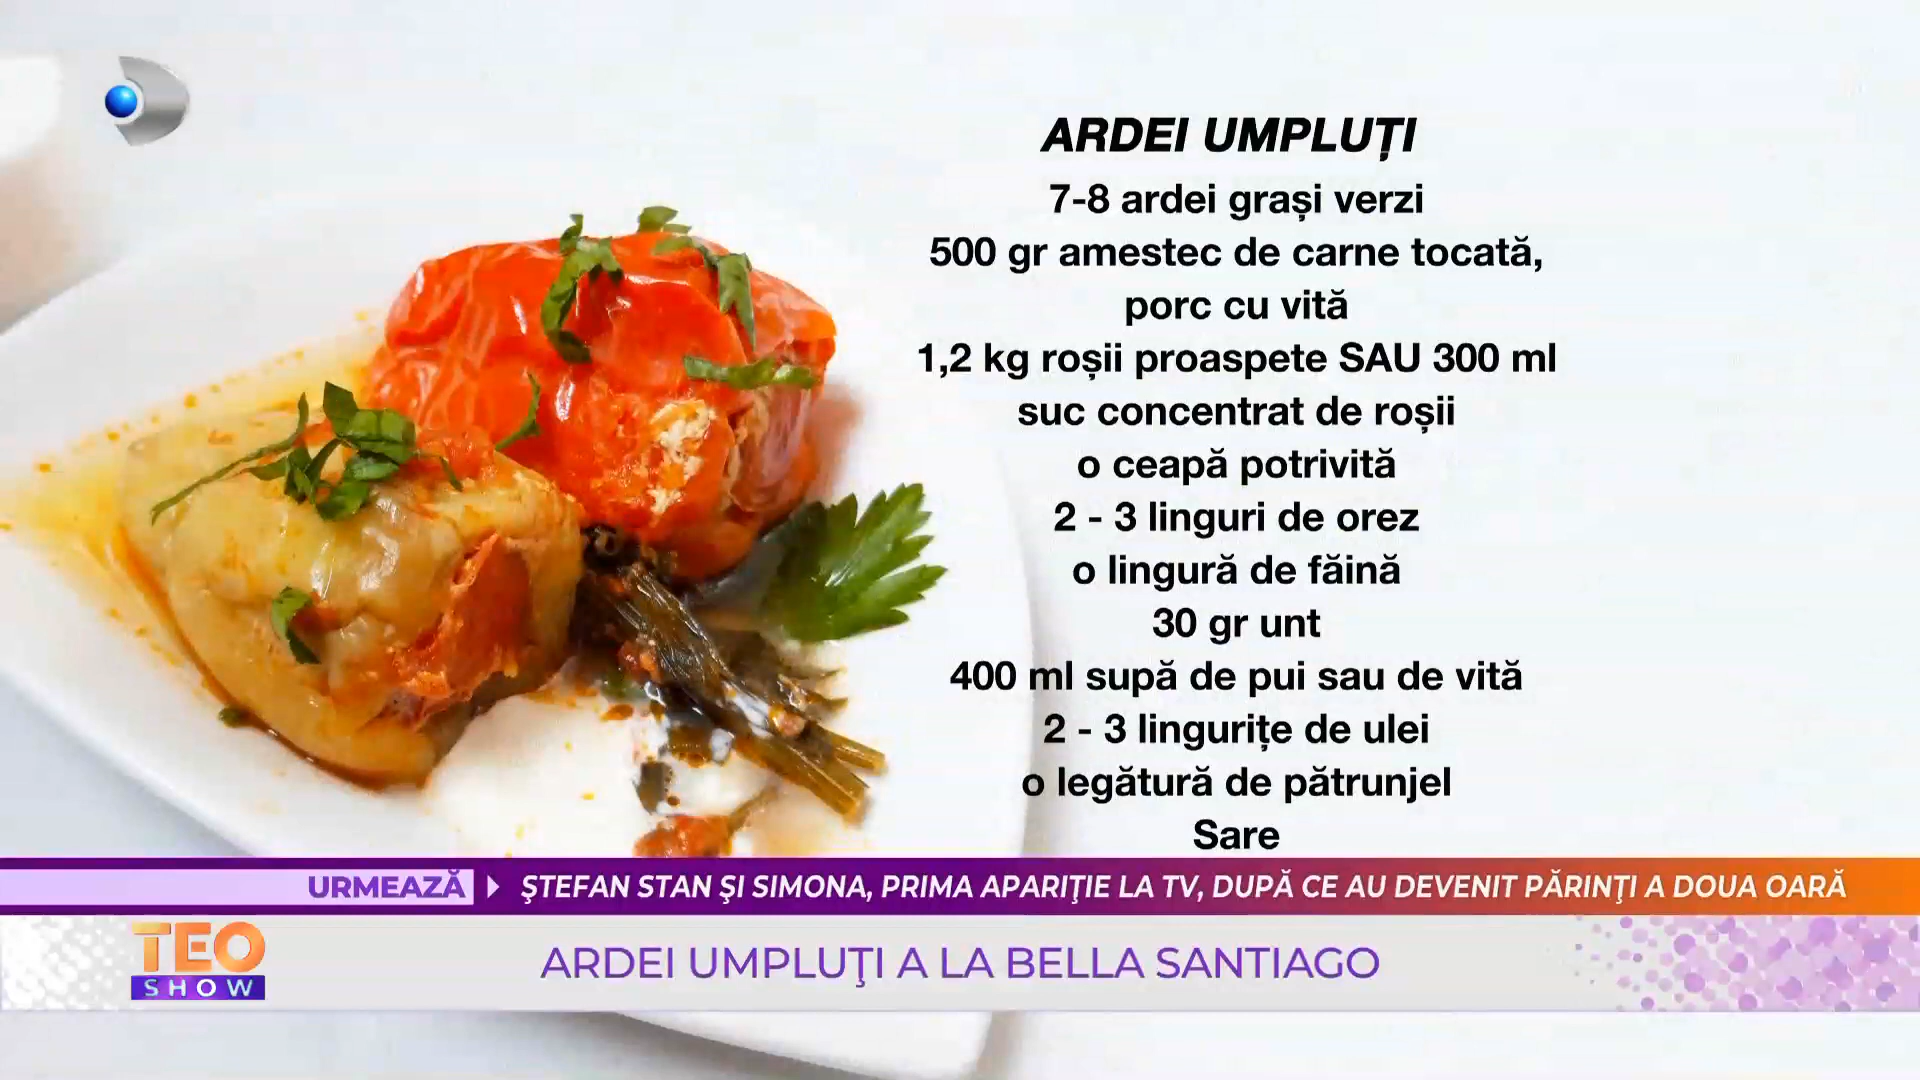 ARDEI UMPLUȚI
7-8 ardei grași verzi
500 gr amestec de carne tocată,
porc cu vită
1,2 kg roșii proaspete SAU 300 ml
suc concentrat de roșii
o ceapă potrivită
2 - 3 linguri de orez
o lingură de făină
30 gr unt
400 ml supă de pui sau de vită
2 - 3 lingurițe de ulei
o legătură de pătrunjel
Sare
URMEAZĂ
ŞTEFAN STAN ŞI SIMONA, PRIMA APARIŢIE LA TV, DUPĂ CE AU DEVENIT PĂRINŢI A DOUA OARĂ
TEO
SHOW
ARDEI UMPLUŢI A LA BELLA SANTIAGO